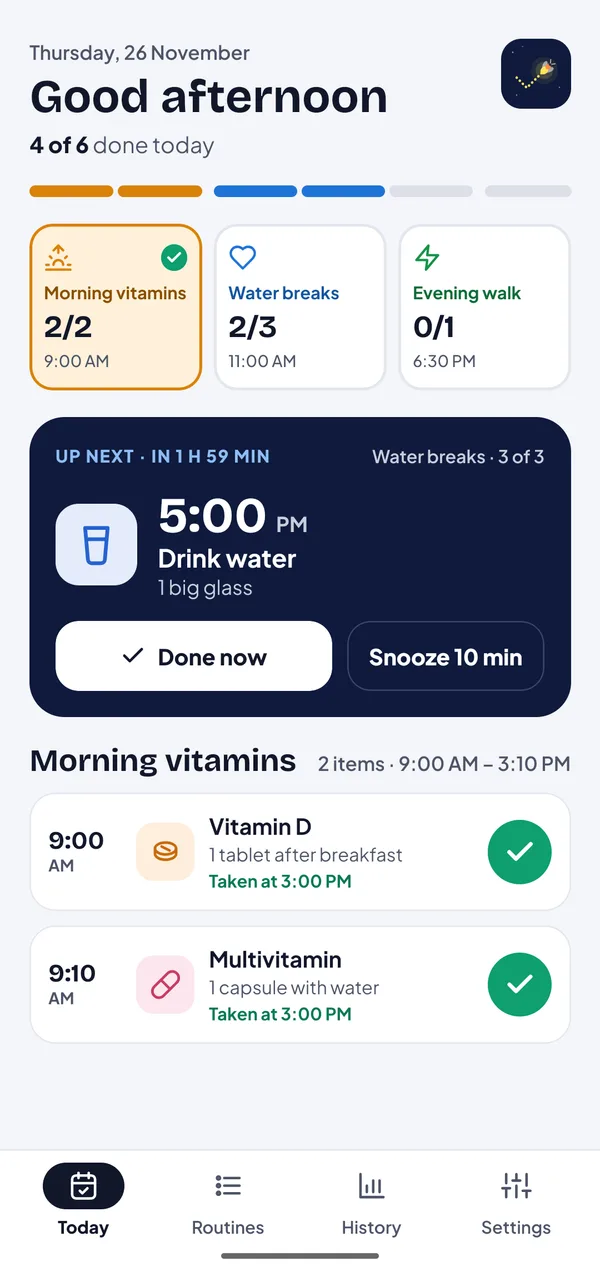 Thursday, 26 November
Good afternoon
4 of 6 done today
Morning vitamins
2/2
9:00 AM
Water breaks
2/3
11:00 AM
Evening walk
0/1
6:30 PM
UP NEXT · IN 1 H 59 MIN
Water breaks · 3 of 3
5:00 PM
Drink water
1 big glass
Done now
Snooze 10 min
Morning vitamins
2 items · 9:00 AM – 3:10 PM
9:00
AM
Vitamin D
1 tablet after breakfast
Taken at 3:00 PM
9:10
AM
Multivitamin
1 capsule with water
Taken at 3:00 PM
Today
Routines
History
Settings